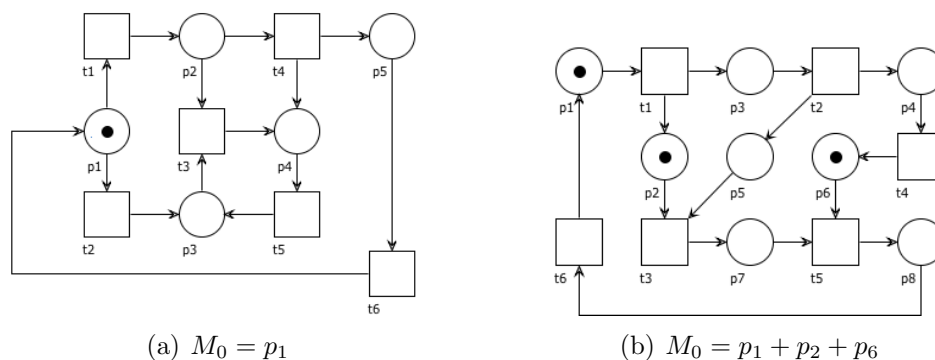 t1 p2 t4 p5
p1 t3 p4
t2 p3 t5
t6
(a) M₀ = p₁
p1 t1 p3 t2 p4
p2 p5 p6 t4
t6 t3 p7 t5 p8
(b) M₀ = p₁ + p₂ + p₆